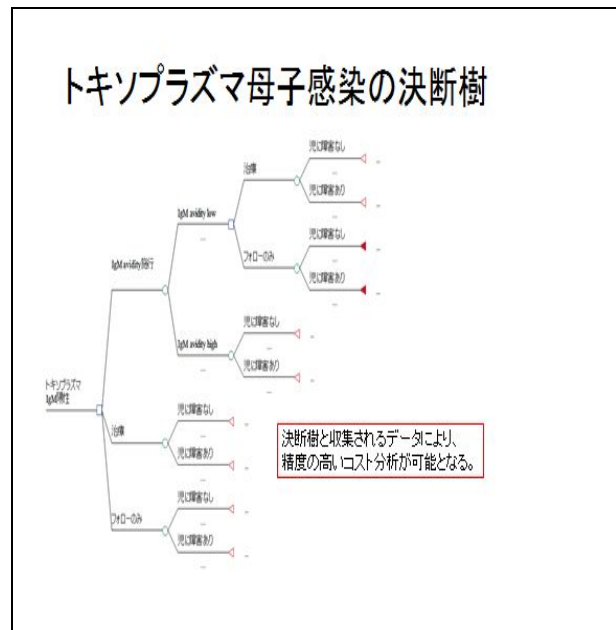 トキソプラズマ母子感染の決断樹
児に障害なし
治療
児に障害あり
IgM avidity low
児に障害なし
フォローのみ
児に障害あり
IgM avidity施行
児に障害なし
IgM avidity high
児に障害あり
トキソプラズマ
IgM陽性
児に障害なし
治療
児に障害あり
児に障害なし
フォローのみ
児に障害あり
決断樹と収集されるデータにより、
精度の高いコスト分析が可能となる。